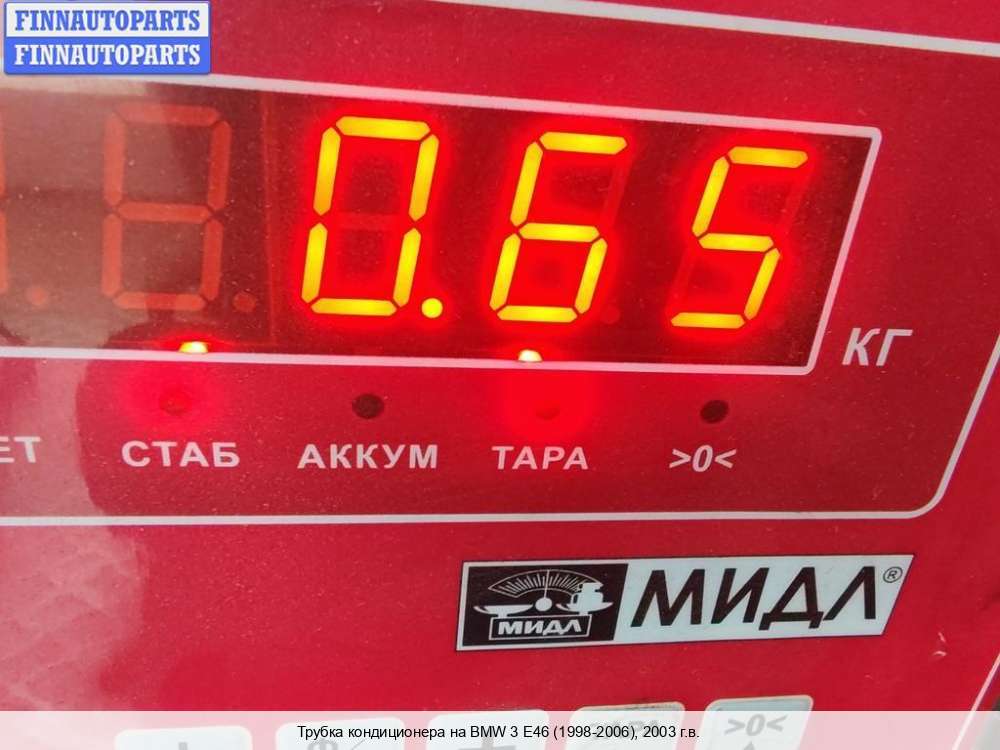 FINNAUTOPARTS
FINNAUTOPARTS
0.65
КГ
СТАБ АККУМ ТАРА >0<
МИДЛ МИДЛ®
>0<
Трубка кондиционера на BMW 3 E46 (1998-2006), 2003 г.в.